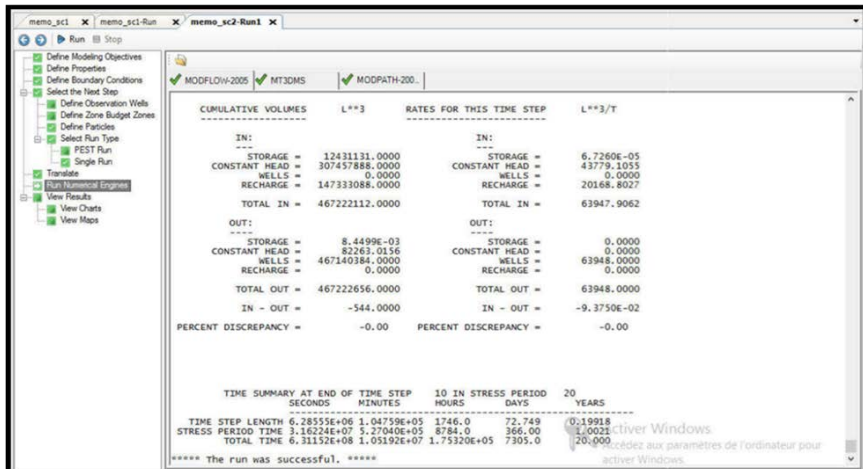 memo_sc1 memo_sc1-Run memo_sc2-Run1
Run Stop
Define Modeling Objectives
Define Properties
Define Boundary Conditions
Select the Next Step
Define Observation Wells
Define Zone Budget Zones
Define Particles
Select Run Type
PEST Run
Single Run
Translate
Run Numerical Engines
View Results
View Charts
View Maps
MODFLOW-2005 MT3DMS MODPATH-200..
CUMULATIVE VOLUMES L**3 RATES FOR THIS TIME STEP L**3/T
------------------ ------------------------
IN: IN:
--- ---
STORAGE = 12431131.0000 STORAGE = 6.7260E-05
CONSTANT HEAD = 307457888.0000 CONSTANT HEAD = 43779.1055
WELLS = 0.0000 WELLS = 0.0000
RECHARGE = 147333088.0000 RECHARGE = 20168.8027
TOTAL IN = 467222112.0000 TOTAL IN = 63947.9062
OUT: OUT:
---- ----
STORAGE = 8.4499E-03 STORAGE = 0.0000
CONSTANT HEAD = 82263.0156 CONSTANT HEAD = 0.0000
WELLS = 467140384.0000 WELLS = 63948.0000
RECHARGE = 0.0000 RECHARGE = 0.0000
TOTAL OUT = 467222656.0000 TOTAL OUT = 63948.0000
IN - OUT = -544.0000 IN - OUT = -9.3750E-02
PERCENT DISCREPANCY = -0.00 PERCENT DISCREPANCY = -0.00
TIME SUMMARY AT END OF TIME STEP 10 IN STRESS PERIOD 20
SECONDS MINUTES HOURS DAYS YEARS
-----------------------------------------------------------
TIME STEP LENGTH 6.28555E+06 1.04759E+05 1746.0 72.749 0.19918
STRESS PERIOD TIME 3.16224E+07 5.27040E+05 8784.0 366.00 1.0021
TOTAL TIME 6.31152E+08 1.05192E+07 1.75320E+05 7305.0 20.000
***** The run was successful. *****
Activer Windows
Accédez aux paramètres de l'ordinateur pour
activer Windows.